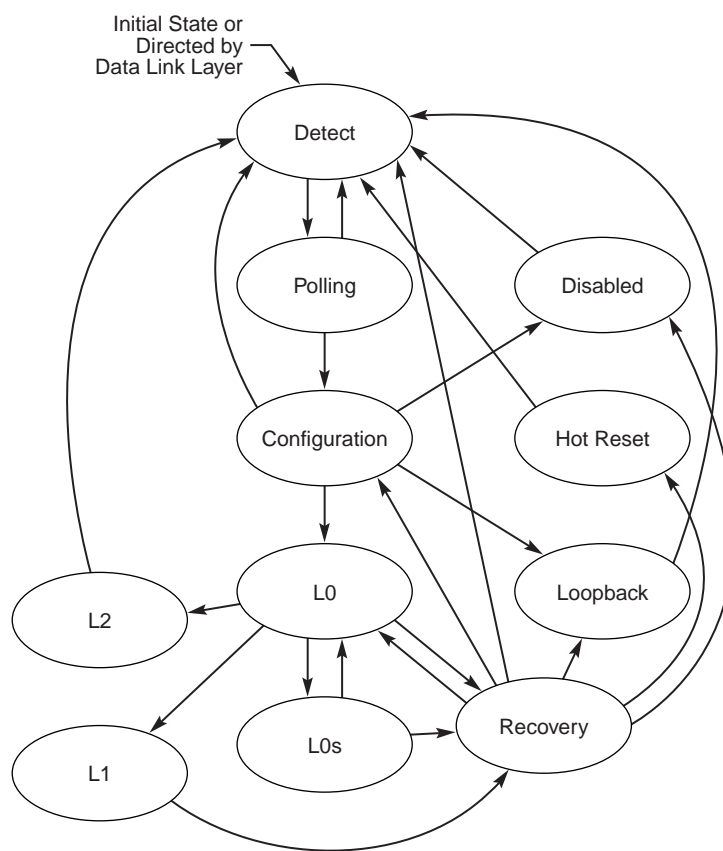 Initial State or
Directed by
Data Link Layer
Detect
Polling
Disabled
Configuration
Hot Reset
L0
Loopback
L2
Recovery
L0s
L1